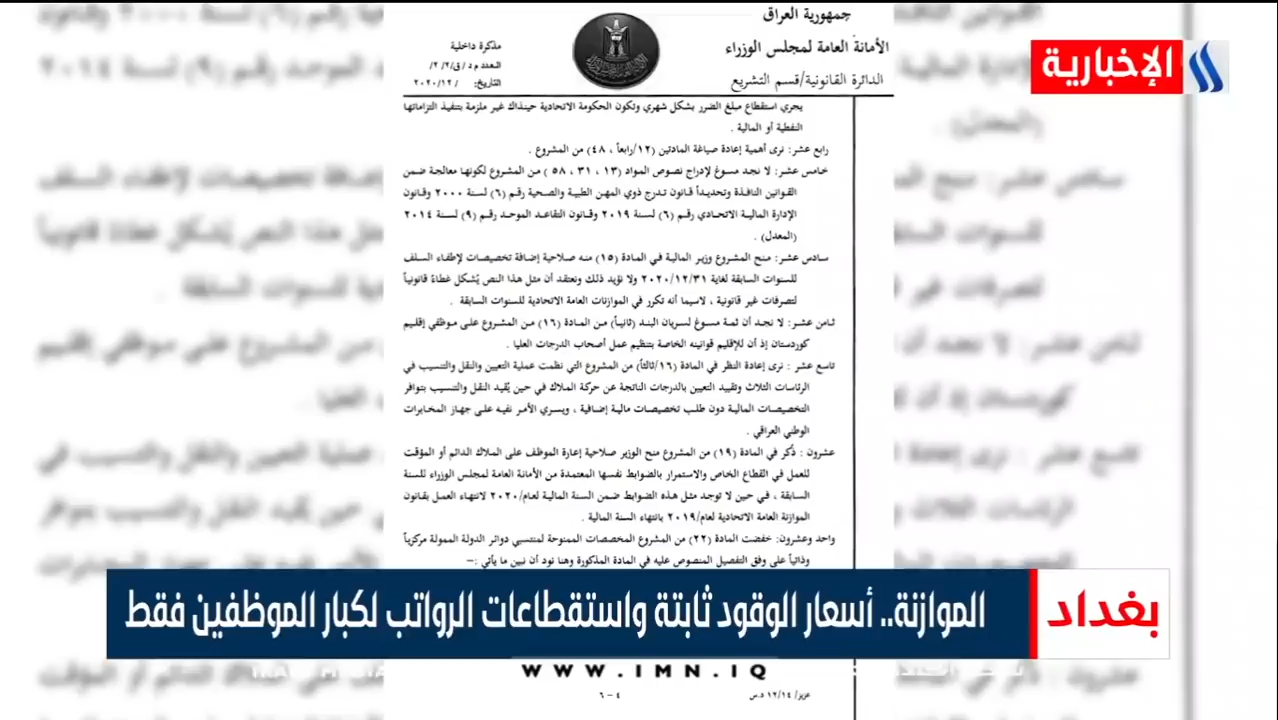 جمهورية العراق
الأمانة العامة لمجلس الوزراء
الدائرة القانونية/قسم التشريع
مذكرة داخلية
العدد م د/ق/٢/٢/
التاريخ: / ٢٠٢٠/١٢
الإخبارية
يجري استقطاع مبلغ الضرر بشكل شهري وتكون الحكومة الاتحادية حينذاك غير ملزمة بتنفيذ التزاماتها
النفطية أو المالية .
رابع عشر: نرى أهمية إعادة صياغة المادتين (١٢/رابعاً ، ٤٨) من المشروع .
خامس عشر: لا نجد مسوغ لإدراج نصوص المواد (١٣ ، ٣١ ، ٥٨) من المشروع لكونها معالجة ضمن
القوانين النافذة وتحديداً قانون تدرج ذوي المهن الطبية والصحية رقم (٦) لسنة ٢٠٠٠ وقانون
الإدارة المالية الاتحادي رقم (٦) لسنة ٢٠١٩ وقانون التقاعد الموحد رقم (٩) لسنة ٢٠١٤
(المعدل) .
سادس عشر: منح المشروع وزير المالية في المادة (١٥) منه صلاحية إضافة تخصيصات لإطفاء السلف
للسنوات السابقة لغاية ٢٠٢٠/١٢/٣١ ولا نؤيد ذلك ونعتقد أن مثل هذا النص يُشكل غطاءً قانونياً
لتصرفات غير قانونية ، لاسيما أنه تكرر في الموازنات العامة الاتحادية للسنوات السابقة .
ثامن عشر: لا نجد أن ثمة مسوغ لسريان البند (ثانياً) من المادة (١٦) من المشروع على موظفي إقليم
كوردستان إذ أن للإقليم قوانينه الخاصة بتنظيم عمل أصحاب الدرجات العليا .
تاسع عشر: نرى إعادة النظر في المادة (١٦/ثالثاً) من المشروع التي نظمت عملية التعيين والنقل والتنسيب في
الرئاسات الثلاث وتقييد التعيين بالدرجات الناتجة عن حركة الملاك في حين يُقيد النقل والتنسيب بتوافر
التخصيصات المالية دون طلب تخصيصات مالية إضافية ، ويسري الأمر نفيه على جهاز المخابرات
الوطني العراقي .
عشرون : ذُكر في المادة (١٩) من المشروع منح الوزير صلاحية إعارة الموظف على الملاك الدائم أو المؤقت
للعمل في القطاع الخاص والاستمرار بالضوابط نفسها المعتمدة من الأمانة العامة لمجلس الوزراء للسنة
السابقة ، في حين لا توجد مثل هذه الضوابط ضمن السنة المالية لعام/٢٠٢٠ لانتهاء العمل بقانون
الموازنة العامة الاتحادية لعام/٢٠١٩ بانتهاء السنة المالية .
واحد وعشرون: خفضت المادة (٢٢) من المشروع المخصصات الممنوحة لمنتسبي دوائر الدولة الممولة مركزياً
وذاتياً على وفق التفصيل المنصوص عليه في المادة المذكورة وهنا نود أن نبين ما يأتي :–
بغداد
الموازنة.. أسعار الوقود ثابتة واستقطاعات الرواتب لكبار الموظفين فقط
WWW.IMN.IQ
عزيز/ ١٢/١٤ د.س
٤ – ٦